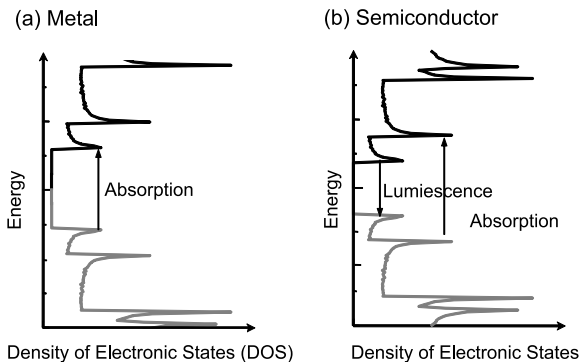 (a) Metal
(b) Semiconductor
Energy
Absorption
Energy
Lumiescence
Absorption
Density of Electronic States (DOS)
Density of Electronic States